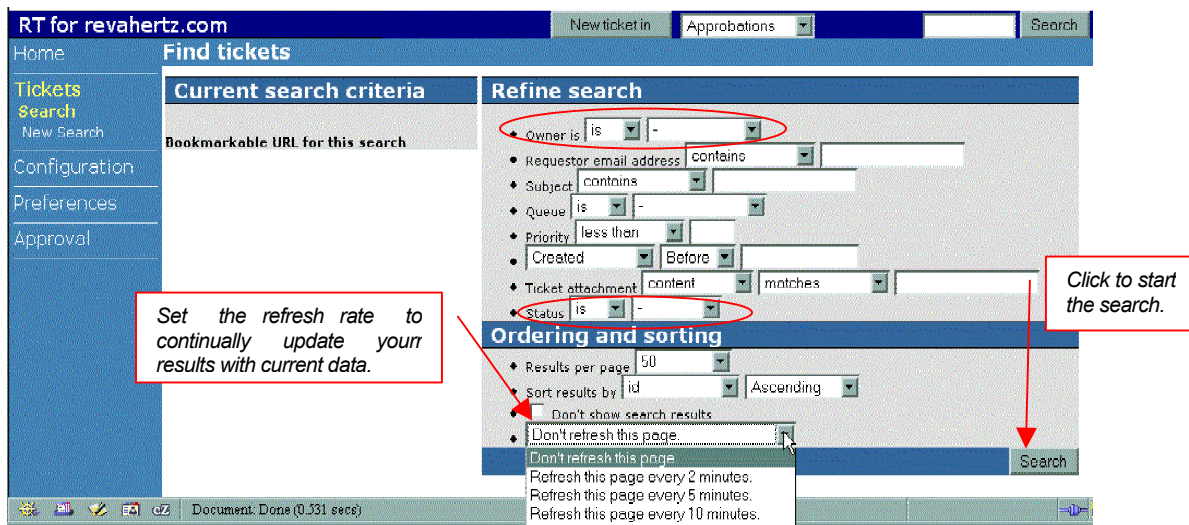 RT for revahertz.com New ticket in Approbations Search
Home Find tickets
Tickets
Search
New Search
Configuration
Preferences
Approval
Current search criteria
Bookmarkable URL for this search
Refine search
Owner is is -
Requestor email address contains
Subject contains
Queue is -
Priority less than
Created Before
Ticket attachment content matches
Status is -
Ordering and sorting
Results per page 50
Sort results by id Ascending
Don't show search results
Don't refresh this page.
Don't refresh this page.
Refresh this page every 2 minutes.
Refresh this page every 5 minutes.
Refresh this page every 10 minutes.
Search
Set the refresh rate to
continually update yourr
results with current data.
Click to start
the search.
Document: Done (0.531 secs)